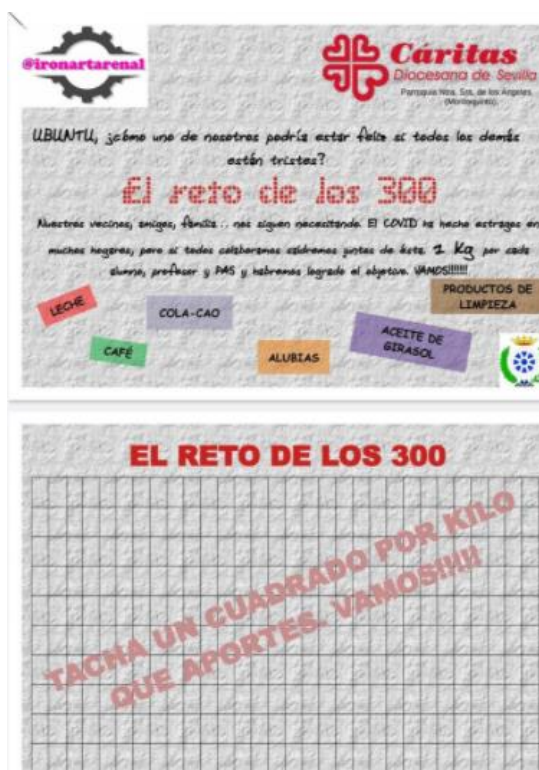 @ironartarenal
Cáritas
Diocesana de Sevilla
Parroquia Ntra. Sra. de los Ángeles
(Montequinto).
UBUNTU, ¿cómo uno de nosotros podría estar feliz si todos los demás
están tristes?
El reto de los 300
Nuestros vecinos, amigos, familia... nos siguen necesitando. El COVID ha hecho estragos en
muchos hogares, pero si todos colaboramos saldremos juntos de ésta. 1 Kg por cada
alumno, profesor y PAS y habremos logrado el objetivo. VAMOS!!!!!!
LECHE
COLA-CAO
PRODUCTOS DE
LIMPIEZA
CAFÉ
ALUBIAS
ACEITE DE
GIRASOL
EL RETO DE LOS 300
TACHA UN CUADRADO POR KILO
QUE APORTES. VAMOS!!!!!